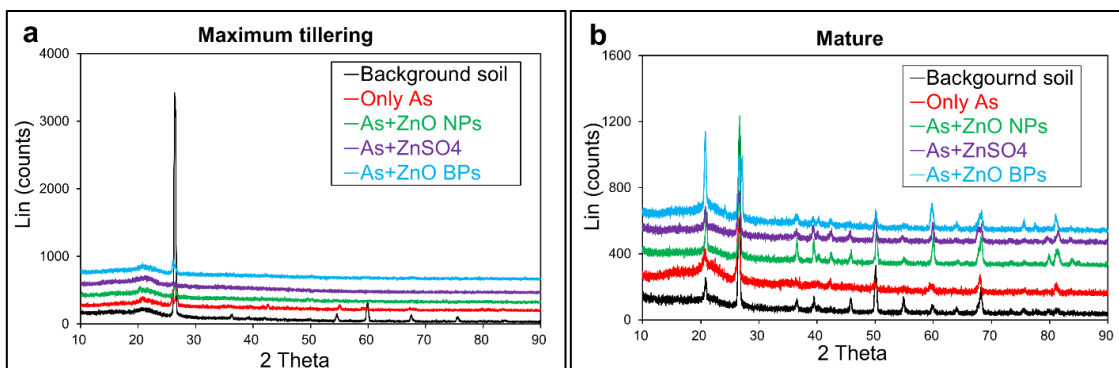 a
Maximum tillering
4000
3000
2000
1000
0
Lin (counts)
Background soil
Only As
As+ZnO NPs
As+ZnSO4
As+ZnO BPs
10 20 30 40 50 60 70 80 90
2 Theta
b
Mature
1600
1200
800
400
0
Lin (counts)
Backgournd soil
Only As
As+ZnO NPs
As+ZnSO4
As+ZnO BPs
10 20 30 40 50 60 70 80 90
2 Theta